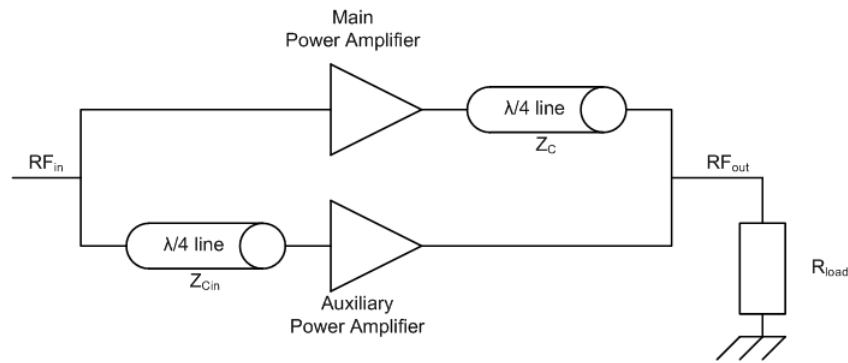 Main
Power Amplifier
λ/4 line
Z_C
RF_in
RF_out
λ/4 line
Z_Cin
R_load
Auxiliary
Power Amplifier